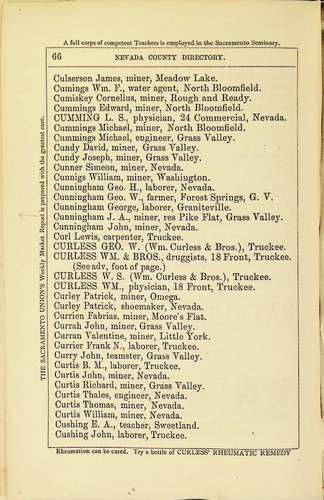 A full corps of competent Teachers is employed in the Sacramento Seminary.
66 NEVADA COUNTY DIRECTORY.
Culserson James, miner, Meadow Lake.
Cumings Wm. F., water agent, North Bloomfield.
Cumiskey Cornelius, miner, Rough and Ready.
Cummings Edward, miner, North Bloomfield.
CUMMING L. S., physician, 24 Commercial, Nevada.
Cummings Michael, miner, North Bloomfield.
Cummings Michael, engineer, Grass Valley.
Cundy David, miner, Grass Valley.
Cundy Joseph, miner, Grass Valley.
Cunner Simeon, miner, Nevada.
Cunnigs William, miner, Washington.
Cunningham Geo. H., laborer, Nevada.
Cunningham Geo. W., farmer, Forest Springs, G. V.
Cunningham George, laborer, Graniteville.
Cunningham J. A., miner, res Pike Flat, Grass Valley.
Cunningham John, miner, Nevada.
Curl Lewis, carpenter, Truckee.
CURLESS GEO. W. (Wm. Curless & Bros.), Truckee.
CURLESS WM. & BROS., druggists, 18 Front, Truckee.
(See adv, foot of page.)
CURLESS W. S. (Wm. Curless & Bros.), Truckee.
CURLESS WM., physician, 18 Front, Truckee.
Curley Patrick, miner, Omega.
Curley Patrick, shoemaker, Nevada.
Currien Fabrias, miner, Moore's Flat.
Currah John, miner, Grass Valley.
Curran Valentine, miner, Little York.
Currier Frank N., laborer, Truckee.
Curry John, teamster, Grass Valley.
Curtis B. M., laborer, Truckee.
Curtis John, miner, Nevada.
Curtis Richard, miner, Grass Valley.
Curtis Thales, engineer, Nevada.
Curtis Thomas, miner, Nevada.
Curtis William, miner, Nevada.
Cushing E. A., teacher, Sweetland.
Cushing John, laborer, Truckee.
Rheumatism can be cured. Try a bottle of CURLESS' RHEUMATIC REMEDY
THE SACRAMENTO UNION'S Weekly Market Report is prepared with the greatest care.